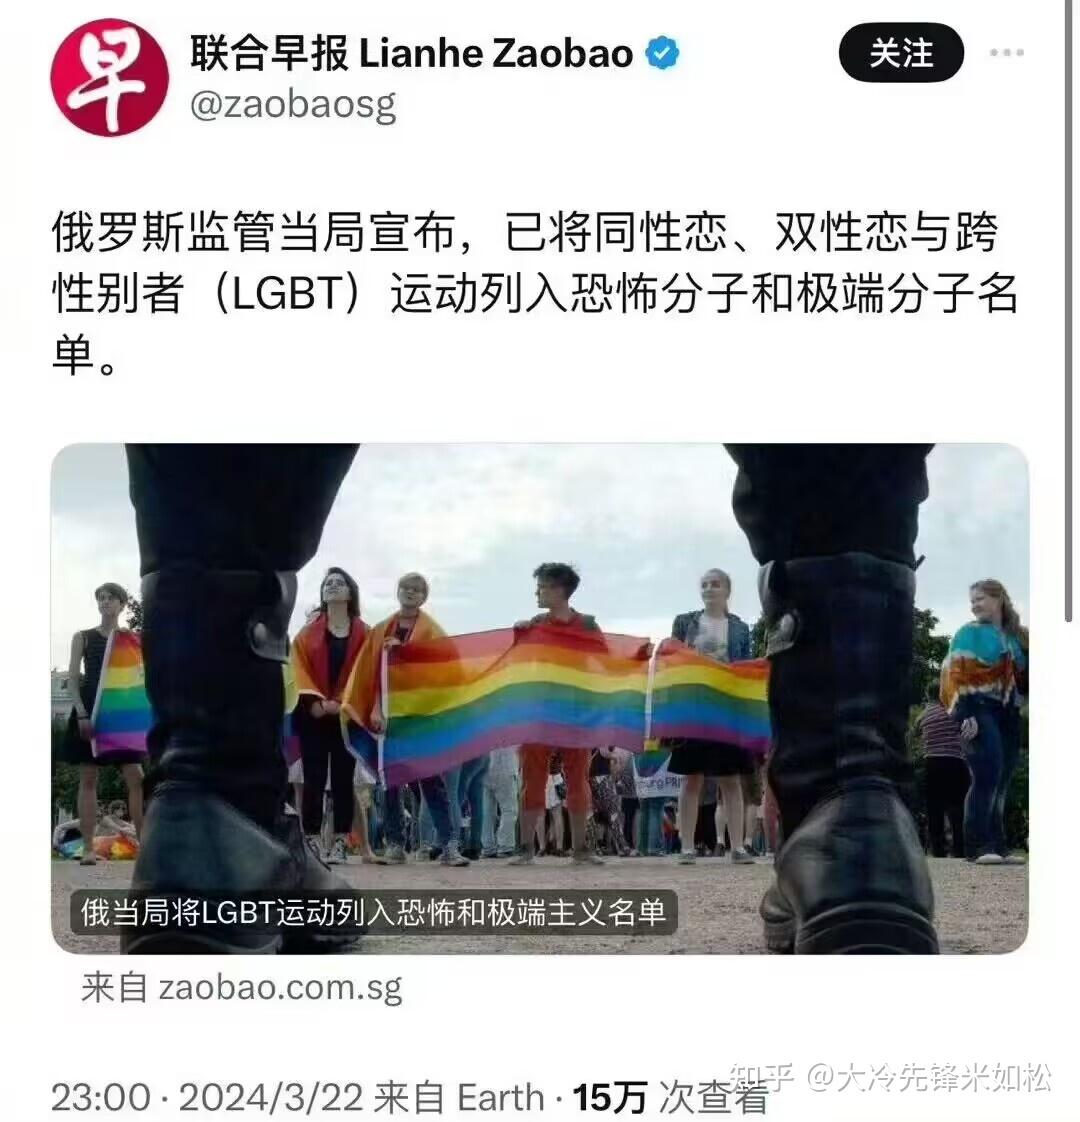 早
联合早报 Lianhe Zaobao
@zaobaosg
关注
俄罗斯监管当局宣布，已将同性恋、双性恋与跨
性别者（LGBT）运动列入恐怖分子和极端分子名
单。
俄当局将LGBT运动列入恐怖和极端主义名单
来自 zaobao.com.sg
知乎 @大冷先锋米如松
23:00 · 2024/3/22 来自 Earth · 15万 次查看